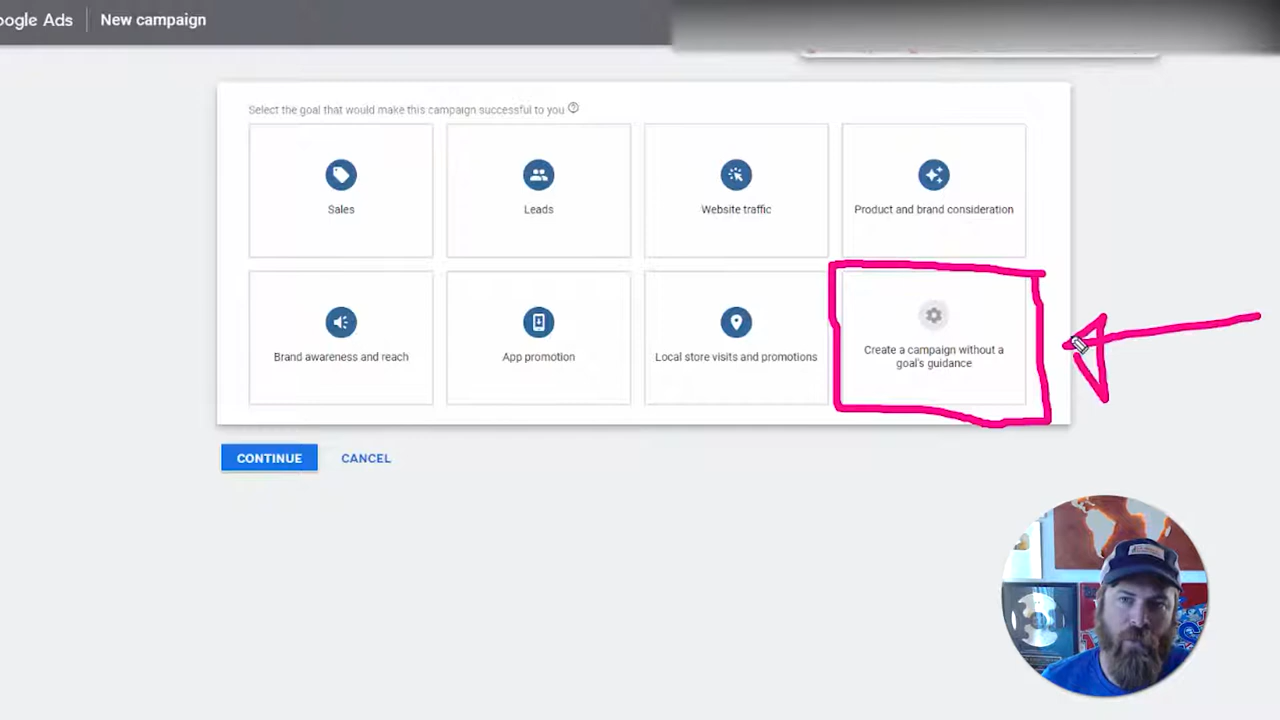 oogle Ads
New campaign
Select the goal that would make this campaign successful to you
Sales
Leads
Website traffic
Product and brand consideration
Brand awareness and reach
App promotion
Local store visits and promotions
Create a campaign without a
goal's guidance
CONTINUE
CANCEL